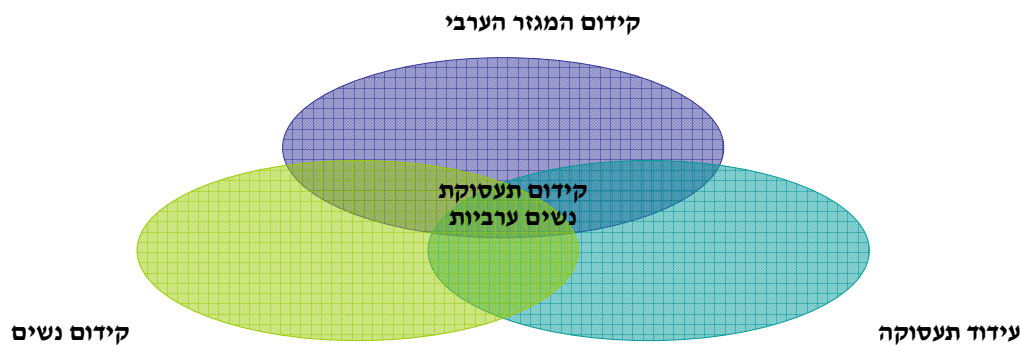 קידום המגזר הערבי
קידום תעסוקת
נשים ערביות
עידוד תעסוקה
קידום נשים